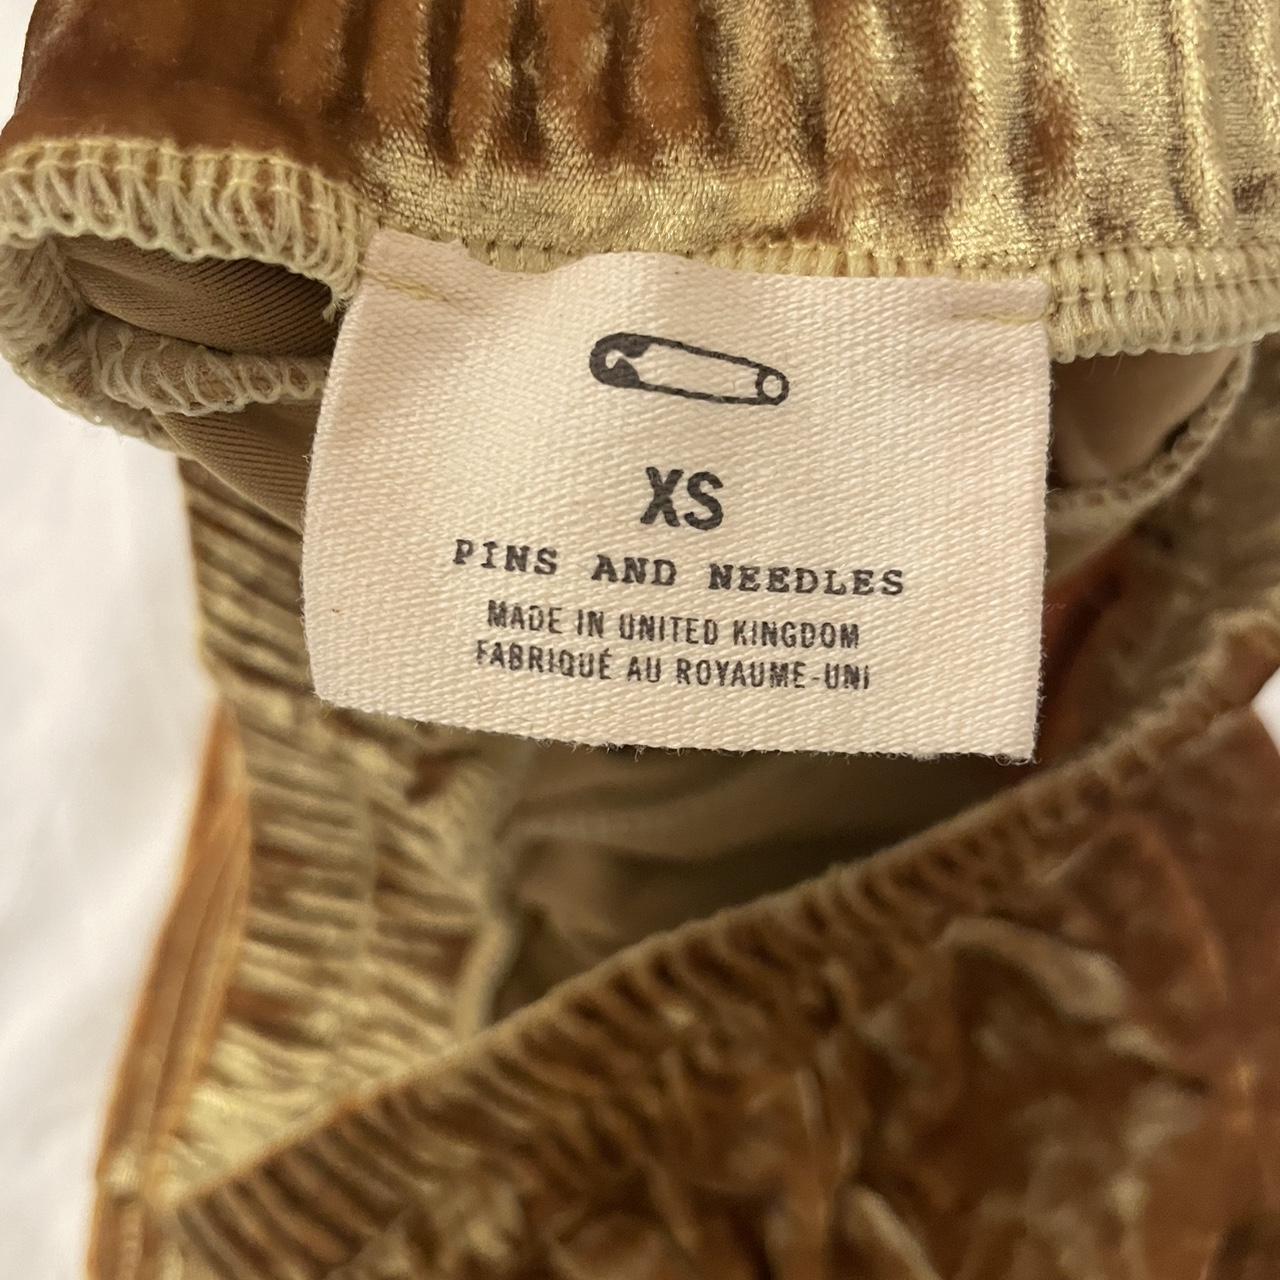 XS
PINS AND NEEDLES
MADE IN UNITED KINGDOM
FABRIQUÉ AU ROYAUME-UNI